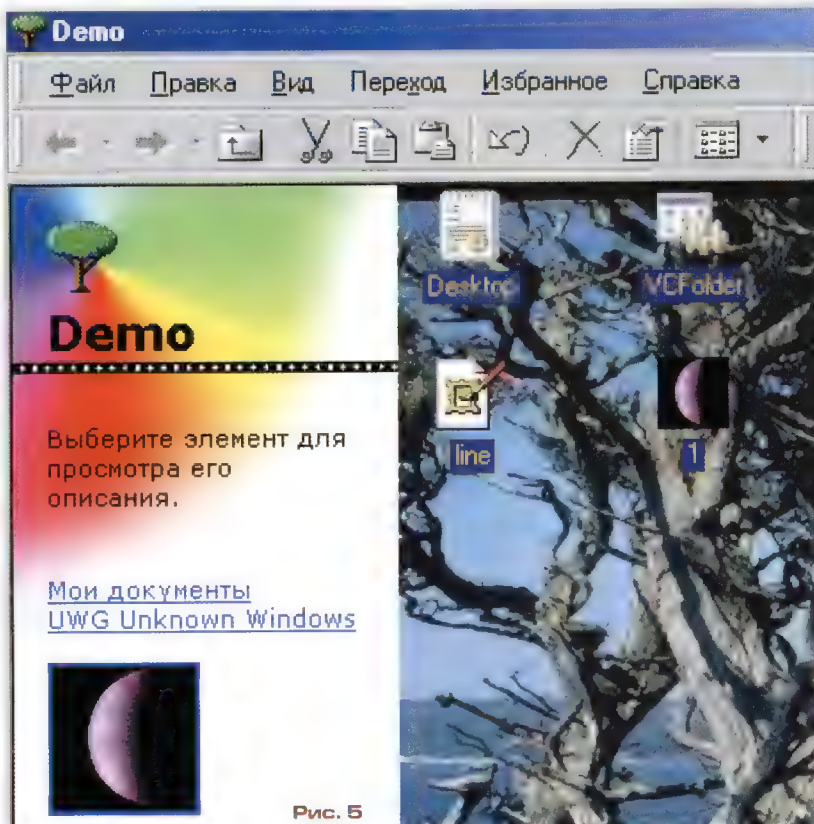 Demo
Файл Правка Вид Переход Избранное Справка
Demo
Выберите элемент для
просмотра его
описания.
Мои документы
UWG Unknown Windows
Desktop VCFolder
line 1
Рис. 5